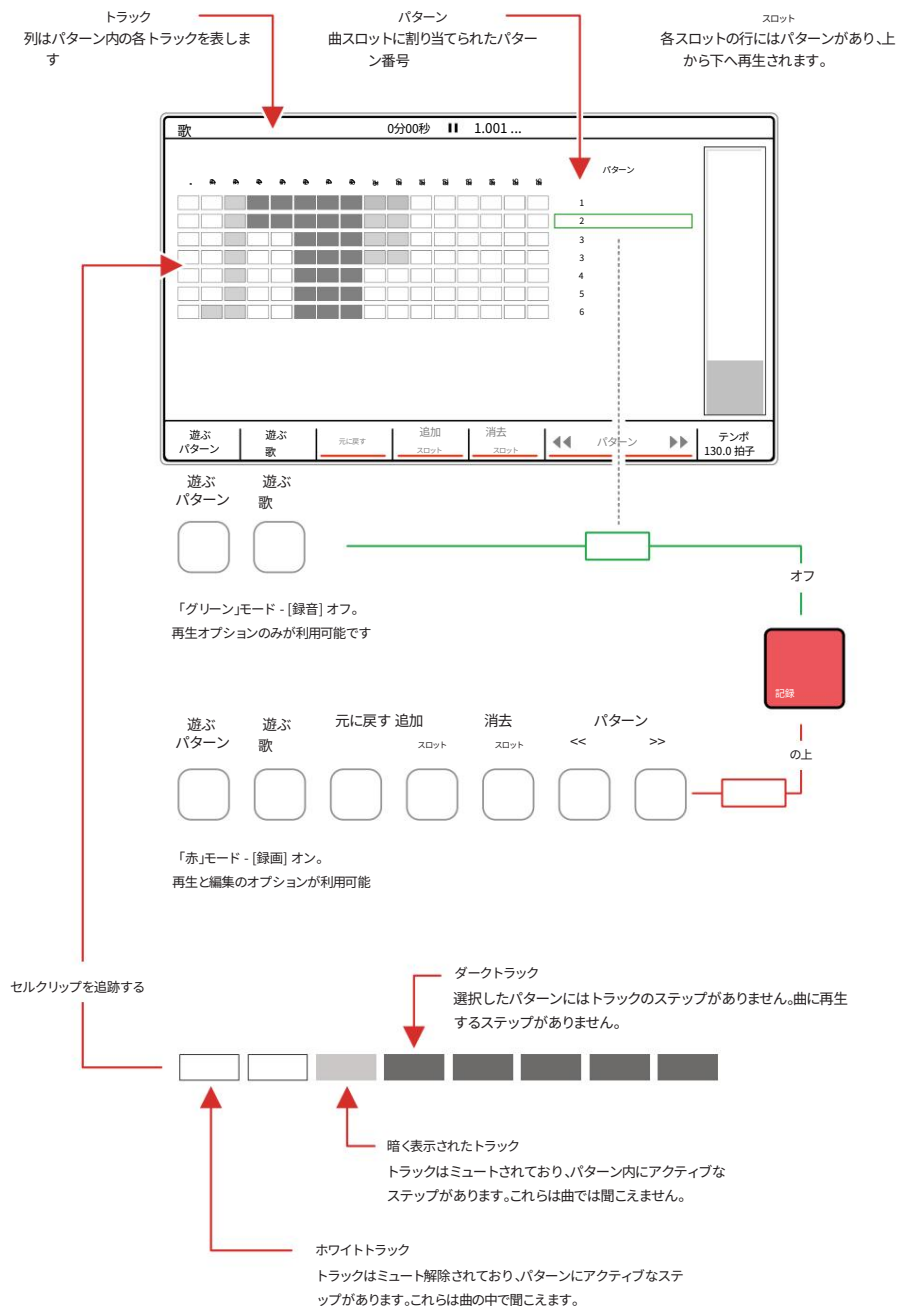 トラック
列はパターン内の各トラックを表しま
す
パターン
曲スロットに割り当てられたパター
ン番号
スロット
各スロットの行にはパターンがあり、上
から下へ再生されます。
歌
0分00秒
1.001 ...
パターン
1
2
3
3
4
5
6
遊ぶ
パターン
遊ぶ
歌
元に戻す
追加
スロット
消去
スロット
パターン
テンポ
130.0 拍子
遊ぶ
パターン
遊ぶ
歌
オフ
「グリーン」モード - [録音] オフ。
再生オプションのみが利用可能です
記録
の上
遊ぶ
パターン
遊ぶ
歌
元に戻す 追加
スロット
消去
スロット
パターン
<< >>
「赤」モード - [録画] オン。
再生と編集のオプションが利用可能
セルクリップを追跡する
ダークトラック
選択したパターンにはトラックのステップがありません。曲に再生
するステップがありません。
暗く表示されたトラック
トラックはミュートされており、パターン内にアクティブな
ステップがあります。これらは曲では聞こえません。
ホワイトトラック
トラックはミュート解除されており、パターンにアクティブなステ
ップがあります。これらは曲の中で聞こえます。